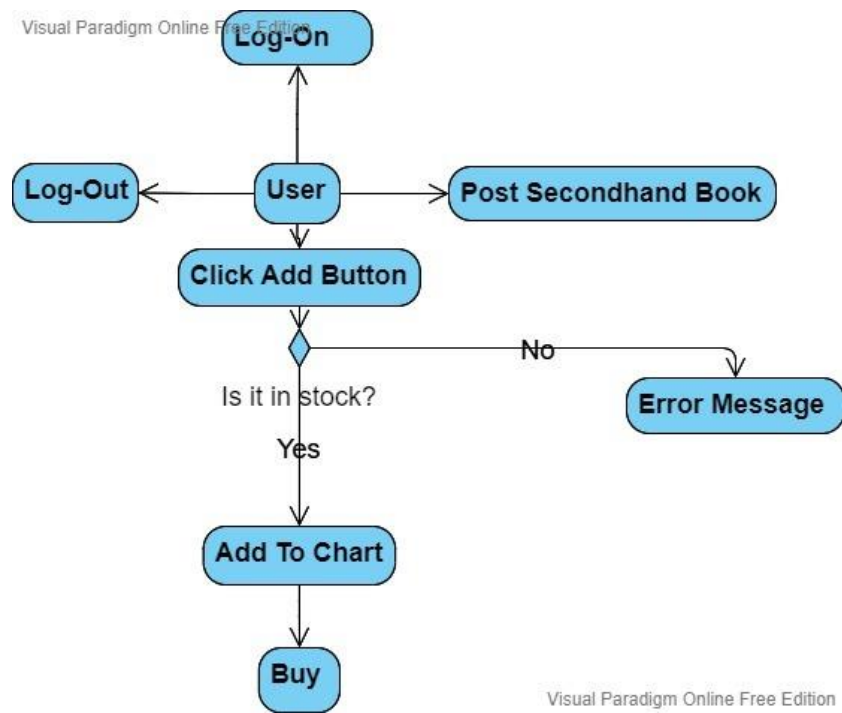 Visual Paradigm Online Free Edition
Log-On
Log-Out
User
Post Secondhand Book
Click Add Button
No
Is it in stock?
Error Message
Yes
Add To Chart
Buy
Visual Paradigm Online Free Edition